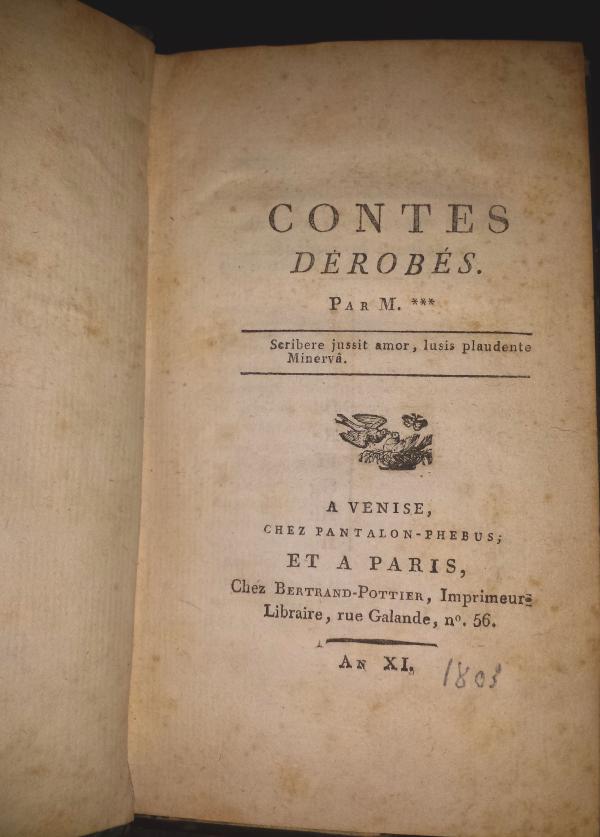 CONTES
DÉROBÉS.
PAR M. ***
Scribere jussit amor, lusis plaudente
Minervâ.
A VENISE,
CHEZ PANTALON-PHEBUS;
ET A PARIS,
Chez BERTRAND-POTTIER, Imprimeur-
Libraire, rue Galande, nº. 56.
AN XI.
1803